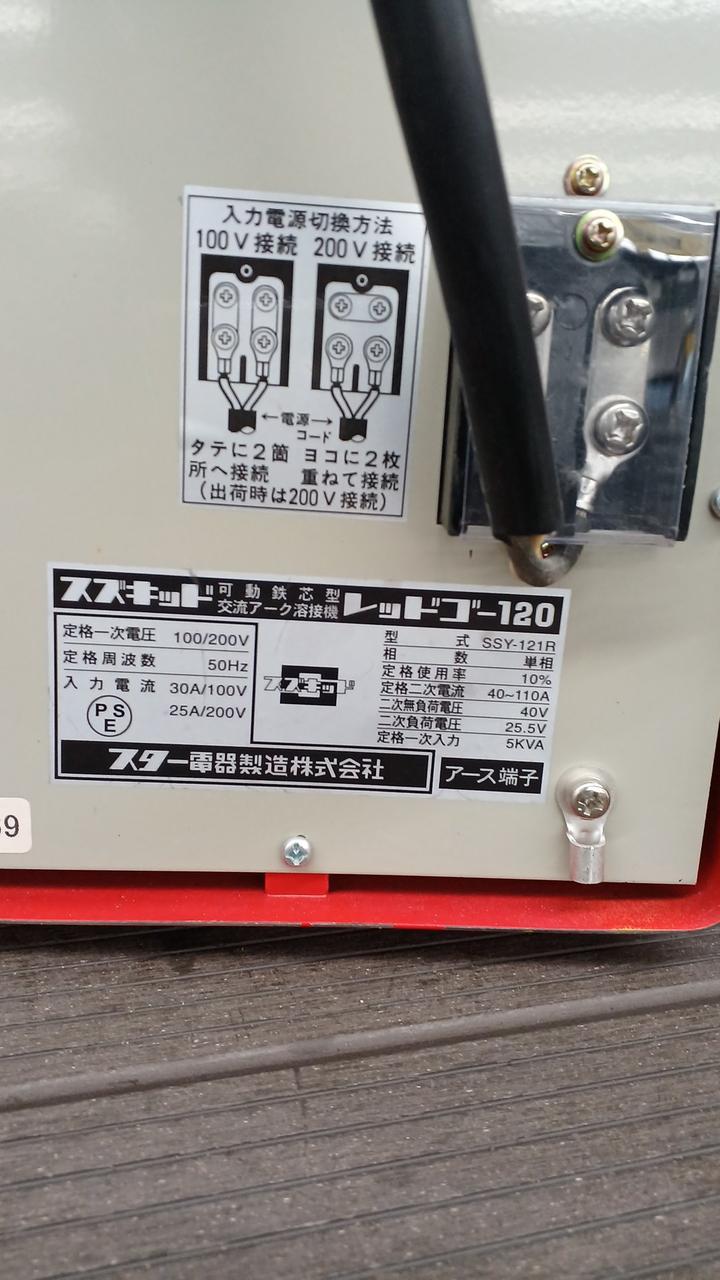 入力電源切換方法
100V接続 200V接続
←電源→
コード
タテに2箇 ヨコに2枚
所へ接続 重ねて接続
(出荷時は200V接続)
スズキッド 可動鉄芯型 交流アーク溶接機 レッドゴー120
定格一次電圧 100/200V
定格周波数 50Hz
入力電流 30A/100V
25A/200V
PSE
スズキッド
型式 SSY-121R
相数 単相
定格使用率 10%
定格二次電流 40~110A
二次無負荷電圧 40V
二次負荷電圧 25.5V
定格一次入力 5KVA
スター電器製造株式会社
アース端子
9